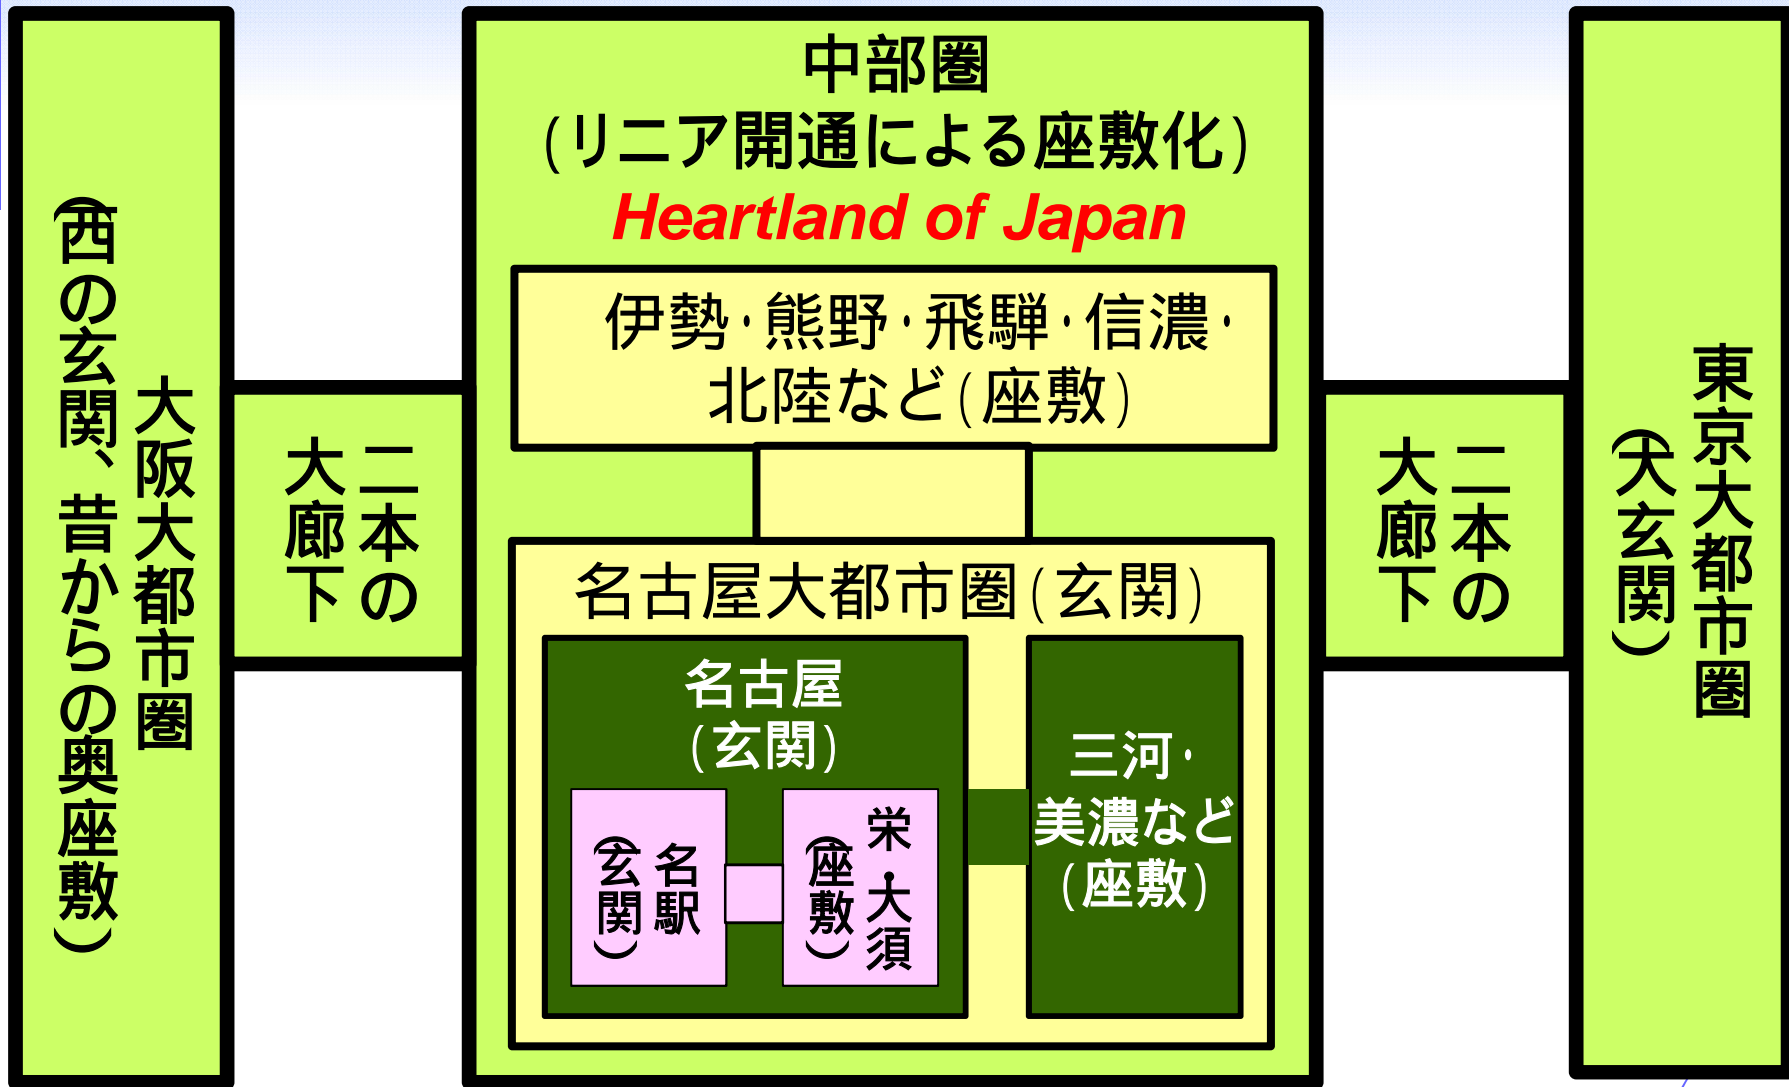 中部圏
(リニア開通による座敷化)
Heartland of Japan
伊勢・熊野・飛騨・信濃・
北陸など(座敷)
名古屋大都市圏(玄関)
名古屋
(玄関)
名駅
(玄関)
栄・大須
(座敷)
三河・
美濃など
(座敷)
大阪大都市圏
(西の玄関、昔からの奥座敷)
二本の
大廊下
二本の
大廊下
東京大都市圏
(大玄関)